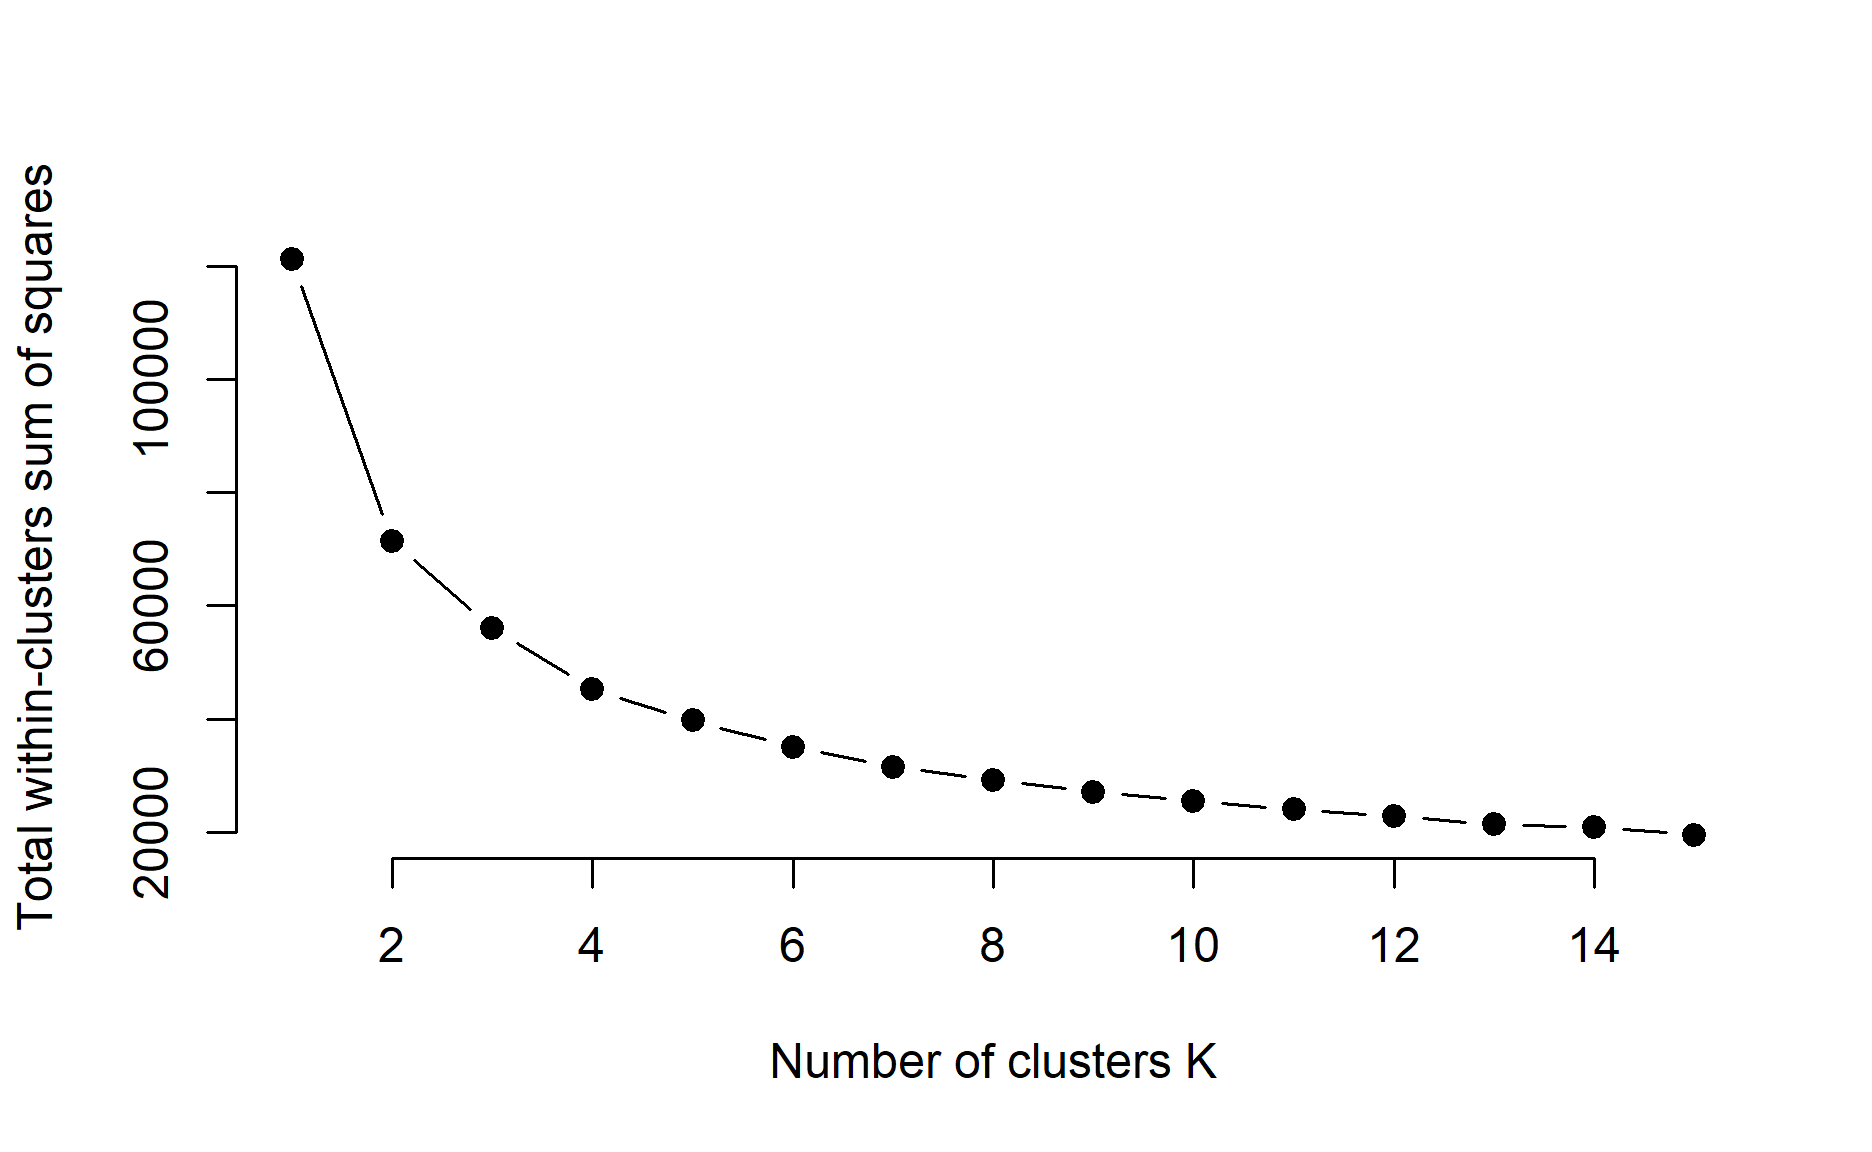 Total within-clusters sum of squares
100000
60000
20000
2 4 6 8 10 12 14
Number of clusters K